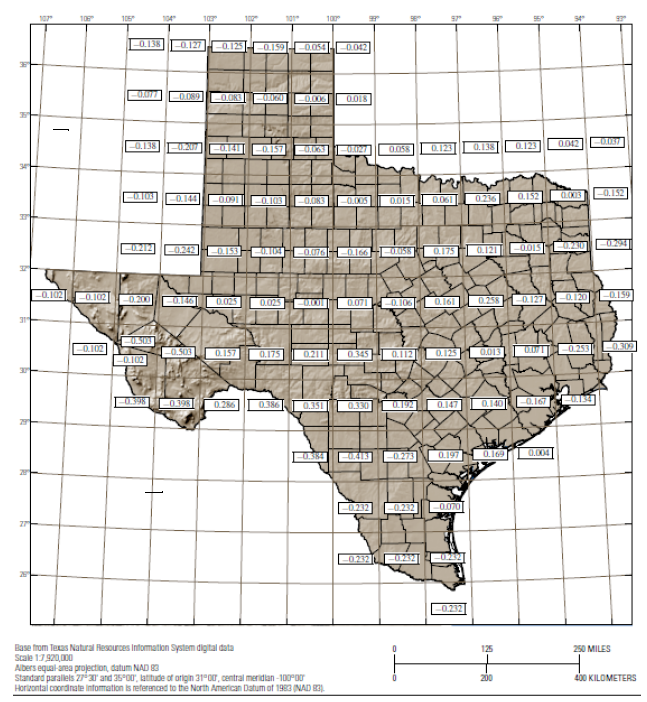 107° 106° 105° 104° 103° 102° 101° 100° 99° 98° 97° 96° 95° 94° 93°
−0.138 −0.127 −0.125 −0.159 −0.054 −0.042
36°
−0.077 −0.089 −0.083 −0.060 −0.006 0.018
35°
−0.138 −0.207 −0.141 −0.157 −0.063 −0.027 0.058 0.123 0.138 0.123 0.042 −0.037
34°
−0.103 −0.144 −0.091 −0.103 −0.083 −0.005 0.015 0.061 0.236 0.152 0.003 −0.152
33°
−0.212 −0.242 −0.153 −0.104 −0.076 −0.166 −0.058 0.175 0.121 −0.015 −0.230 −0.294
32°
−0.102 −0.102 −0.200 −0.146 0.025 0.025 −0.001 0.071 −0.106 0.161 0.258 −0.127 −0.120 −0.159
31°
−0.102 −0.503 −0.503 0.157 0.175 0.211 0.345 0.112 0.125 0.013 0.071 −0.253 −0.309
−0.102
30°
−0.398 −0.398 0.286 0.386 0.351 0.330 0.192 0.147 0.140 −0.167 −0.134
29°
−0.384 −0.413 −0.273 0.197 0.169 0.004
28°
−0.232 −0.232 −0.070
27°
−0.232 −0.232 −0.232
26°
−0.232
Base from Texas Natural Resources Information System digital data
Scale 1:7,920,000
Albers equal-area projection, datum NAD 83
Standard parallels 27°30' and 35°00', latitude of origin 31°00', central meridian -100°00'
Horizontal coordinate information is referenced to the North American Datum of 1983 (NAD 83).
0 125 250 MILES
0 200 400 KILOMETERS